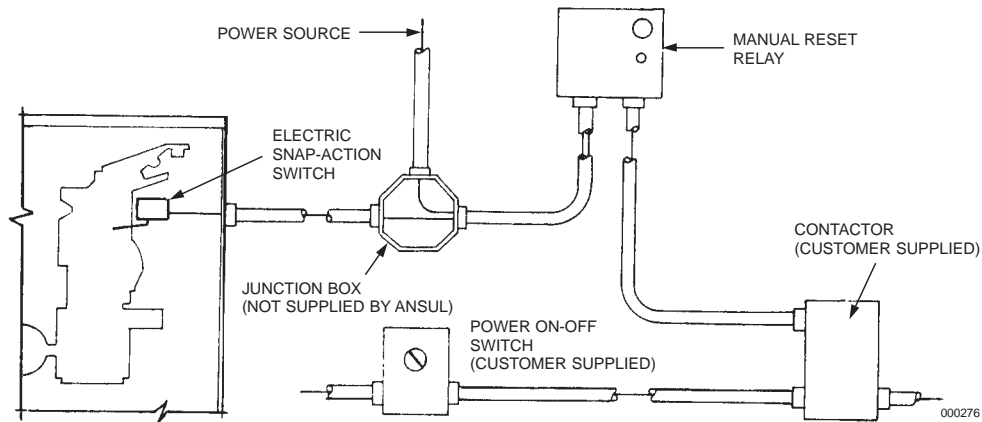 POWER SOURCE
MANUAL RESET
RELAY
ELECTRIC
SNAP-ACTION
SWITCH
CONTACTOR
(CUSTOMER SUPPLIED)
JUNCTION BOX
(NOT SUPPLIED BY ANSUL)
POWER ON-OFF
SWITCH
(CUSTOMER SUPPLIED)
000276